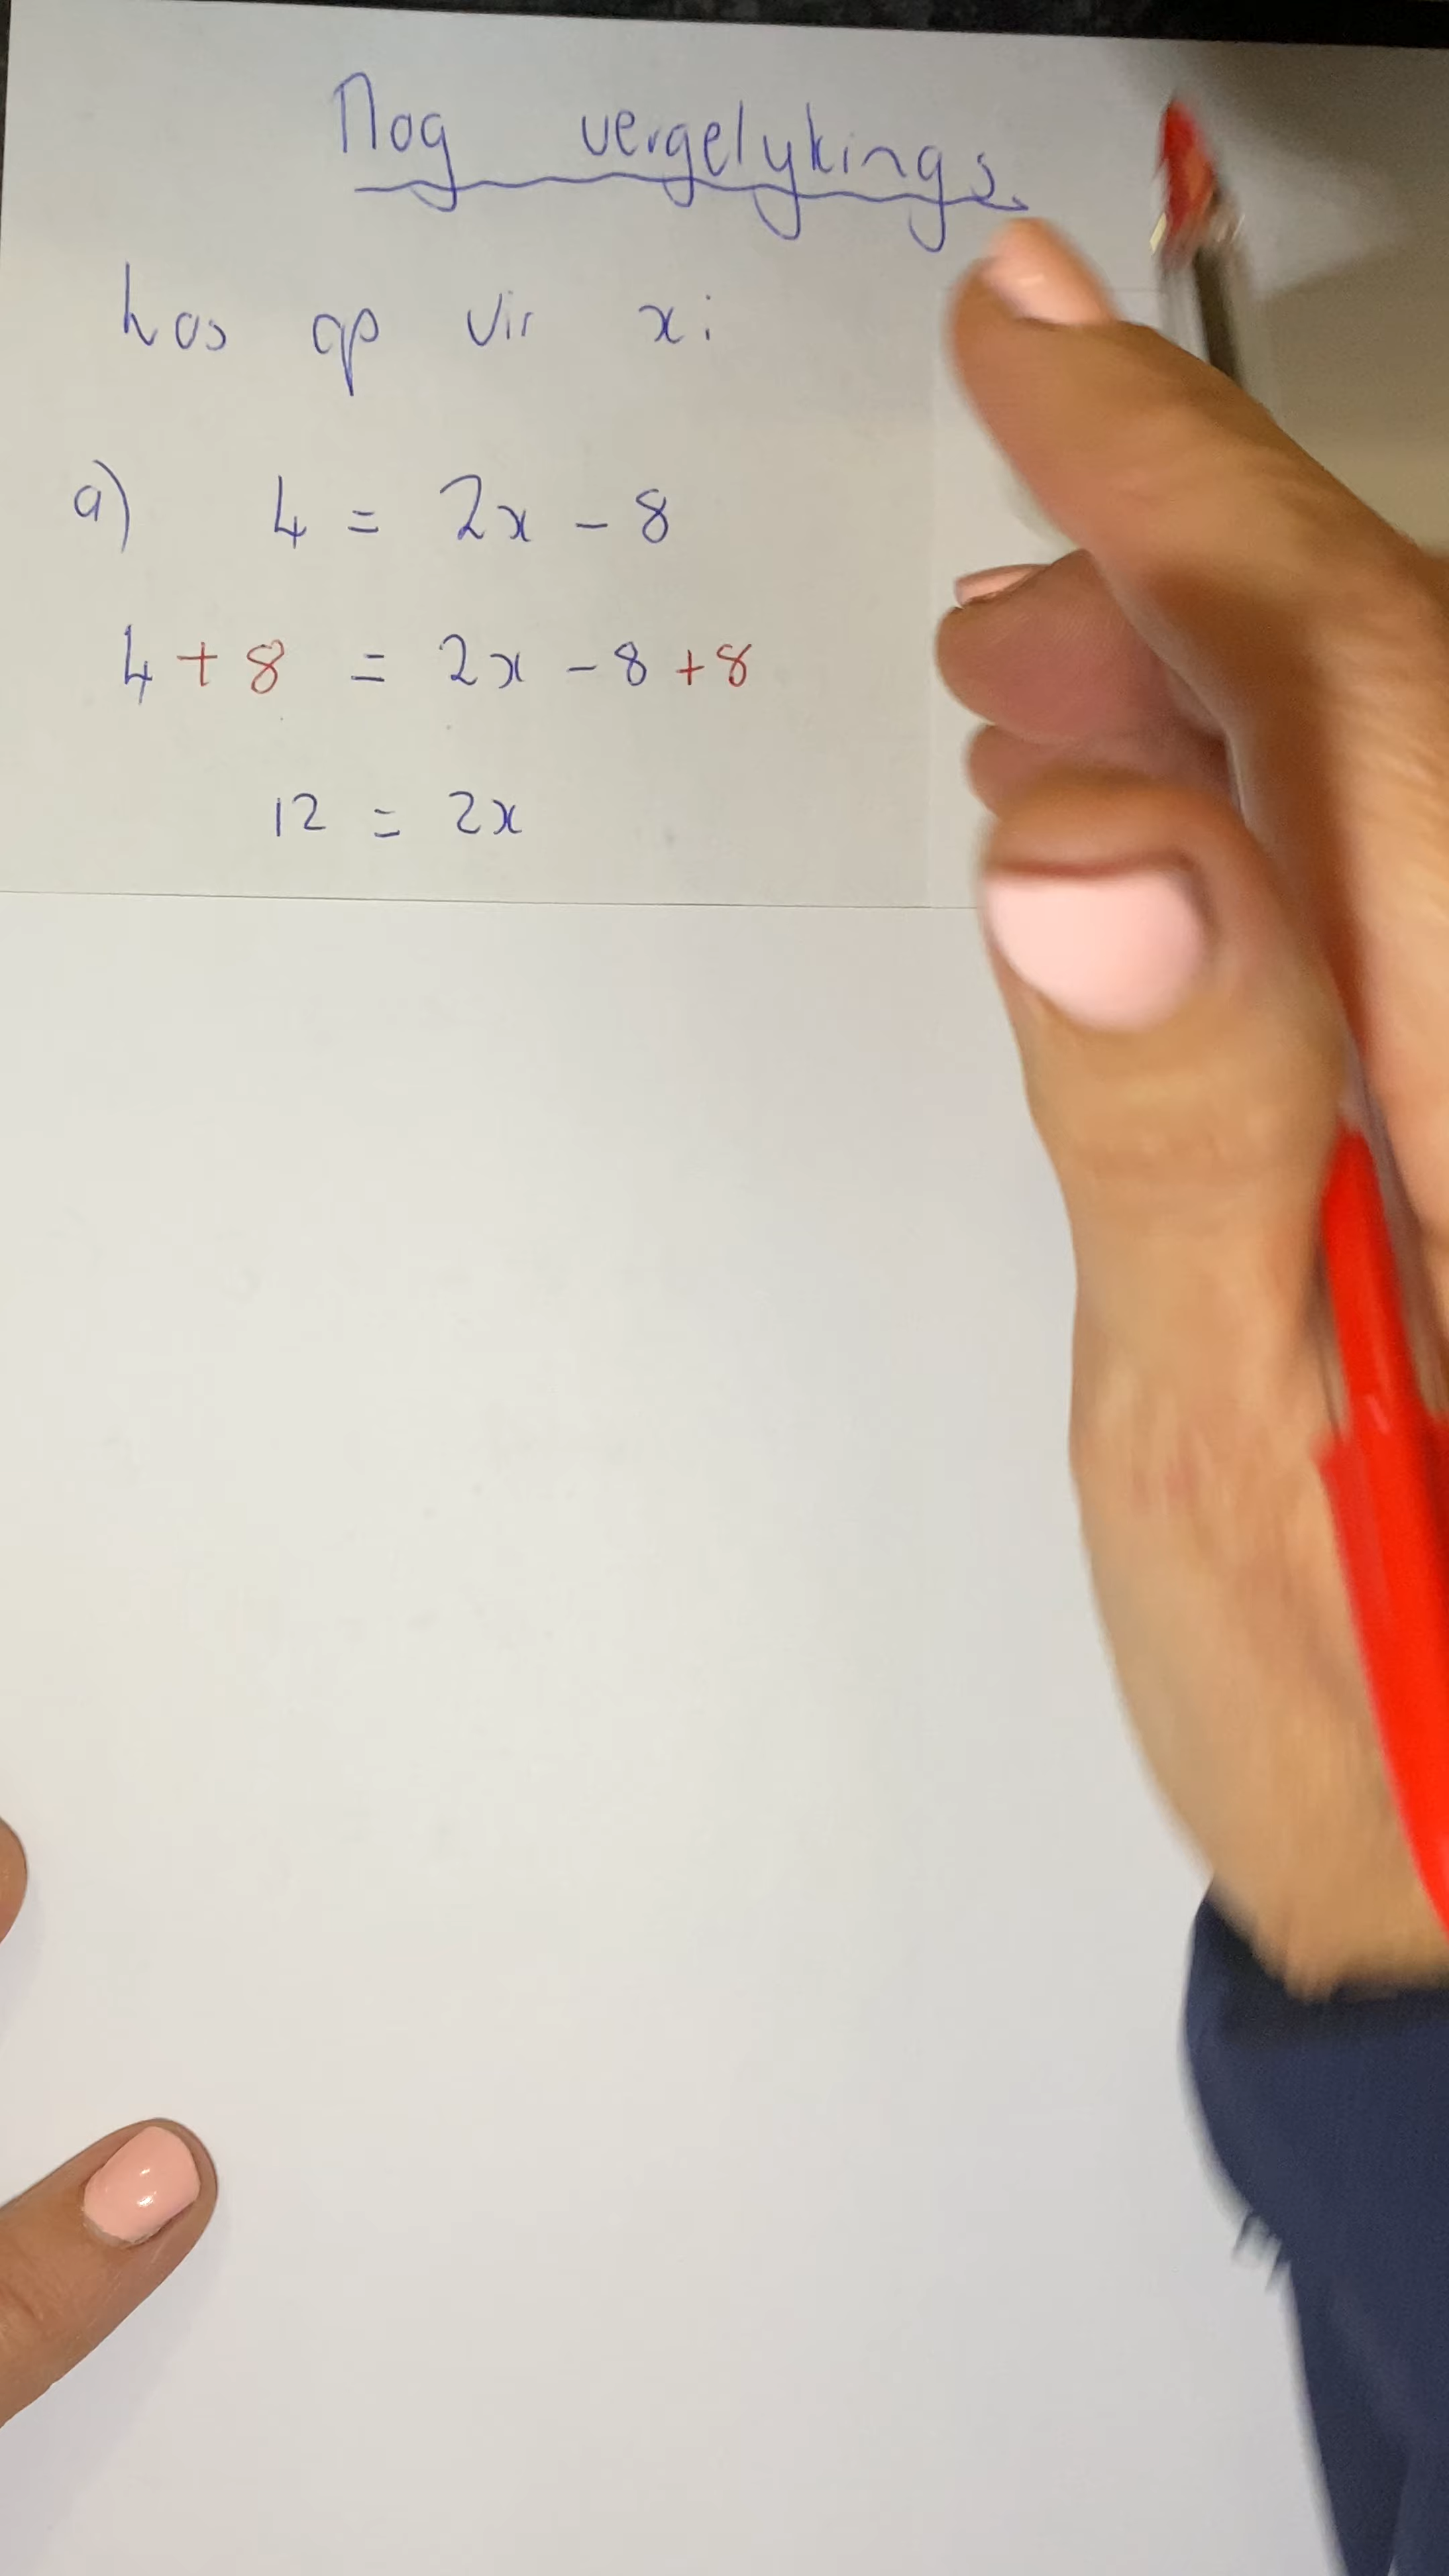 Nog vergelykings
Los op vir x:
a) 4 = 2x - 8
4 + 8 = 2x - 8 + 8
12 = 2x